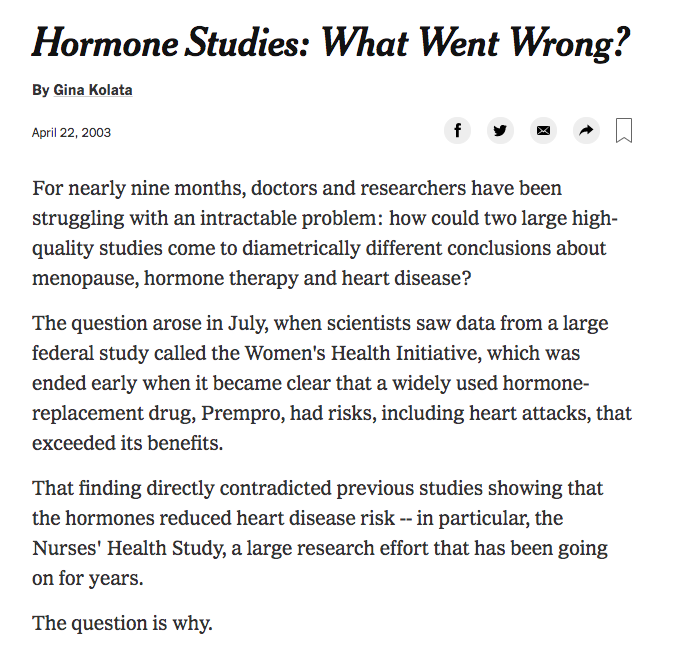 Hormone Studies: What Went Wrong?
By Gina Kolata
April 22, 2003
For nearly nine months, doctors and researchers have been
struggling with an intractable problem: how could two large high-
quality studies come to diametrically different conclusions about
menopause, hormone therapy and heart disease?
The question arose in July, when scientists saw data from a large
federal study called the Women's Health Initiative, which was
ended early when it became clear that a widely used hormone-
replacement drug, Prempro, had risks, including heart attacks, that
exceeded its benefits.
That finding directly contradicted previous studies showing that
the hormones reduced heart disease risk -- in particular, the
Nurses' Health Study, a large research effort that has been going
on for years.
The question is why.